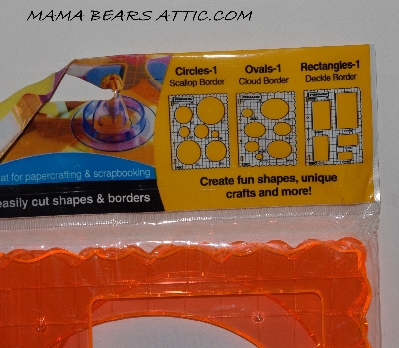 MAMA BEARS ATTIC.COM
Circles-1
Scallop Border
Ovals-1
Cloud Border
Rectangles-1
Deckle Border
at for papercrafting & scrapbooking
easily cut shapes & borders
Create fun shapes, unique
crafts and more!